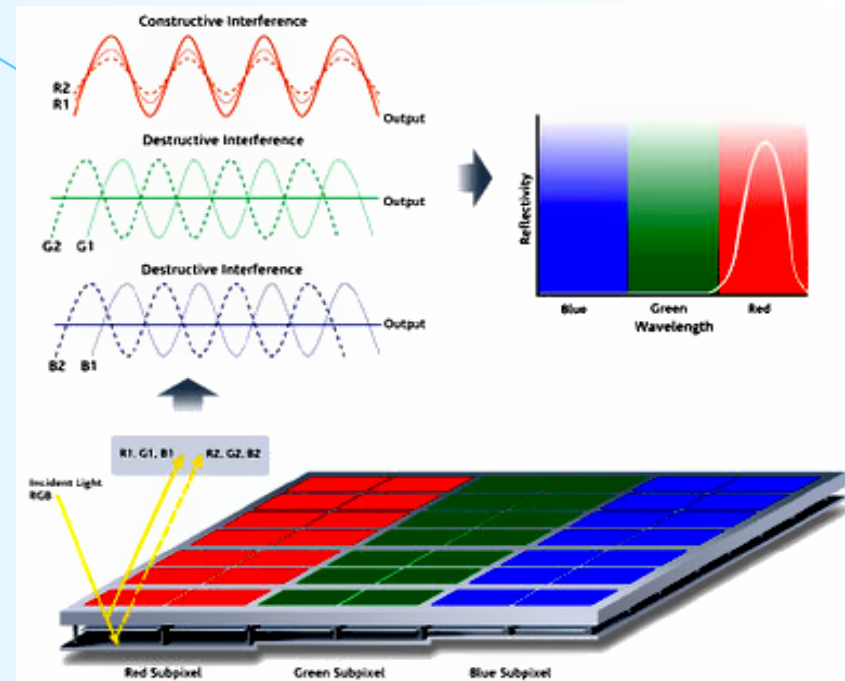 Constructive Interference
R2
R1
Output
Destructive Interference
Output
G2 G1
Destructive Interference
Output
B2 B1
Reflectivity
Blue Green Red
Wavelength
R1, G1, B1 R2, G2, B2
Incident Light
RGB
Red Subpixel Green Subpixel Blue Subpixel